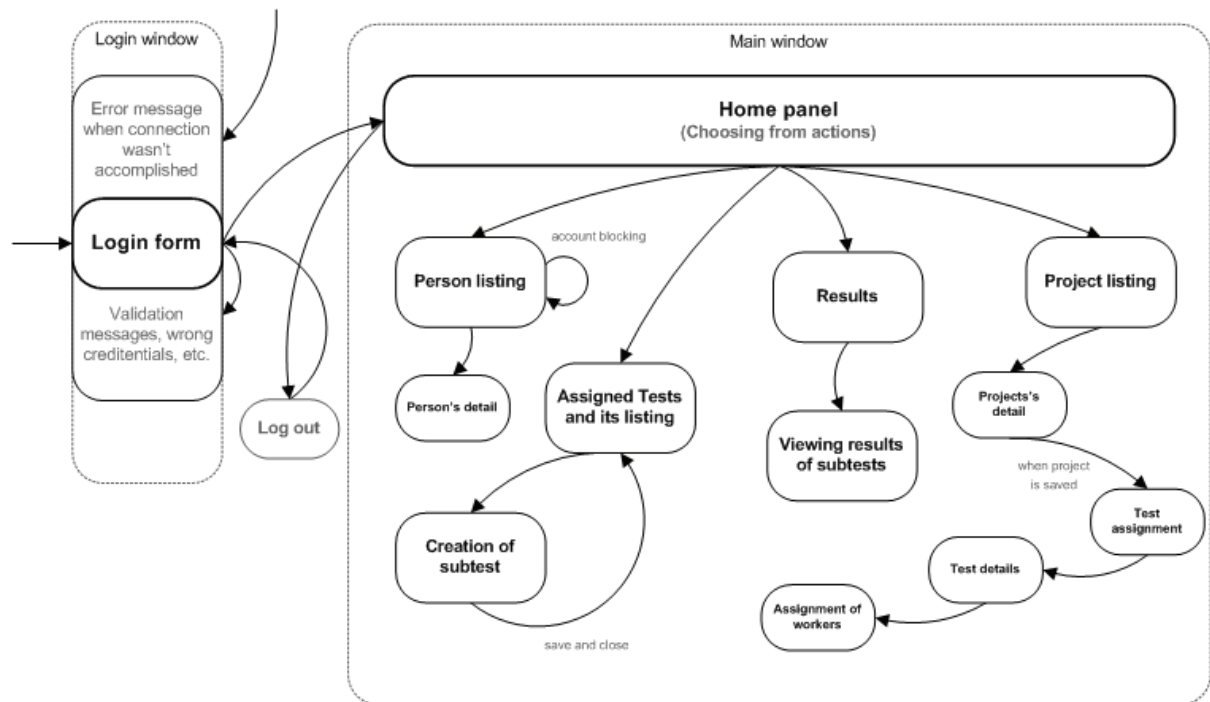 Login window
Error message
when connection
wasn't
accomplished
Login form
Validation
messages, wrong
creditentials, etc.
Log out
Main window
Home panel
(Choosing from actions)
account blocking
Person listing
Results
Project listing
Person's detail
Assigned Tests
and its listing
Viewing results
of subtests
Projects's
detail
when project
is saved
Test
assignment
Creation of
subtest
Test details
Assignment of
workers
save and close